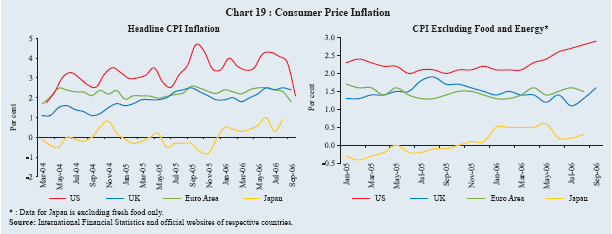 Chart 19 : Consumer Price Inflation
Headline CPI Inflation
Per cent
5
4
3
2
1
0
-1
-2
Mar-04
May-04
Jul-04
Sep-04
Nov-04
Jan-05
Mar-05
May-05
Jul-05
Sep-05
Nov-05
Jan-06
Mar-06
May-06
Jul-06
Sep-06
US
UK
Euro Area
Japan
CPI Excluding Food and Energy*
Per cent
3.0
2.5
2.0
1.5
1.0
0.5
0.0
-0.5
Jan-05
Mar-05
May-05
Jul-05
Sep-05
Nov-05
Jan-06
Mar-06
May-06
Jul-06
Sep-06
US
UK
Euro Area
Japan
* : Data for Japan is excluding fresh food only.
Source: International Financial Statistics and official websites of respective countries.